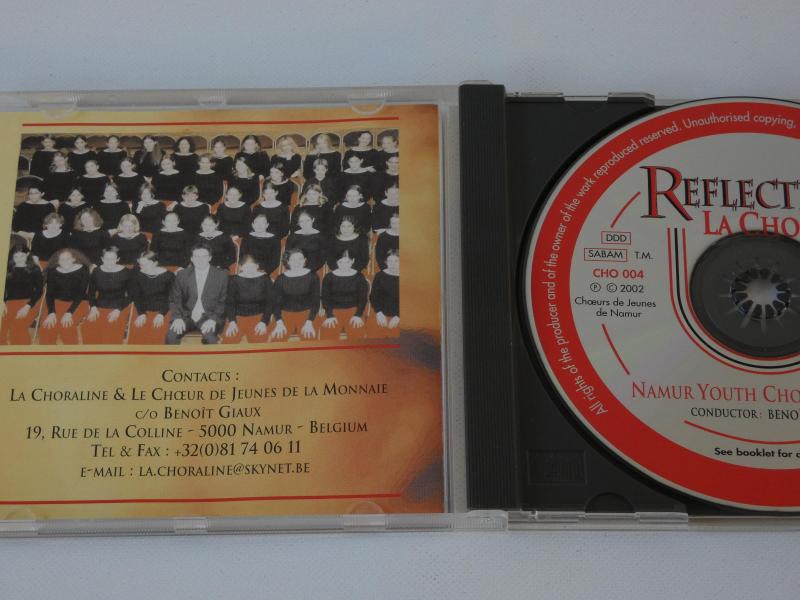 CONTACTS :
LA CHORALINE & LE CHŒUR DE JEUNES DE LA MONNAIE
C/O BENOÎT GIAUX
19, RUE DE LA COLLINE - 5000 NAMUR - BELGIUM
TEL & FAX : +32(0)81 74 06 11
E-MAIL : LA.CHORALINE@SKYNET.BE
All rights of the producer and of the owner of the work reproduced reserved. Unauthorised copying,
REFLECT
LA CHO
DDD
SABAM T.M.
CHO 004
℗ © 2002
Chœurs de Jeunes
de Namur
NAMUR YOUTH CHO
CONDUCTOR: BENO
See booklet for